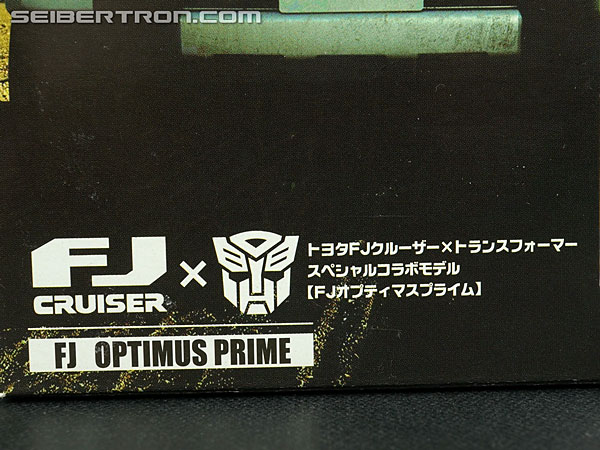 SEIBERTRON.COM
FJ
CRUISER
×
トヨタFJクルーザー×トランスフォーマー
スペシャルコラボモデル
【FJオプティマスプライム】
FJ OPTIMUS PRIME